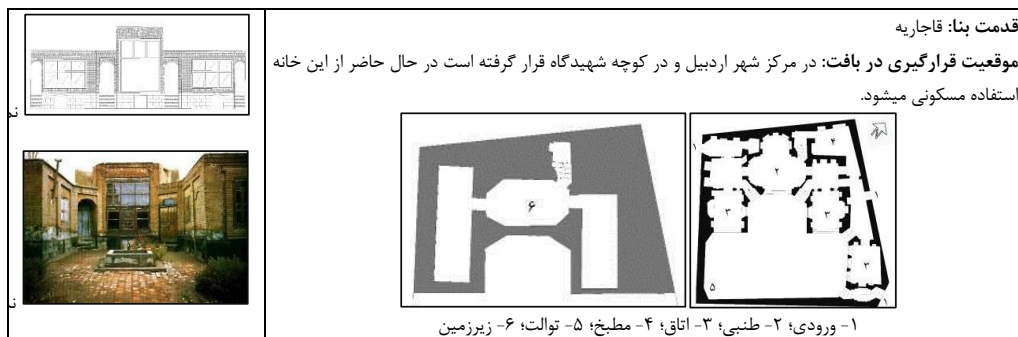 قدمت بنا: قاجاریه
موقعیت قرارگیری در بافت: در مرکز شهر اردبیل و در کوچه شهیدگاه قرار گرفته است در حال حاضر از این خانه
استفاده مسکونی میشود.
۱
۴
۲
۳
۳
۳
۵
۶
۱- ورودی؛ ۲- طنبی؛ ۳- اتاق؛ ۴- مطبخ؛ ۵- توالت؛ ۶- زیرزمین